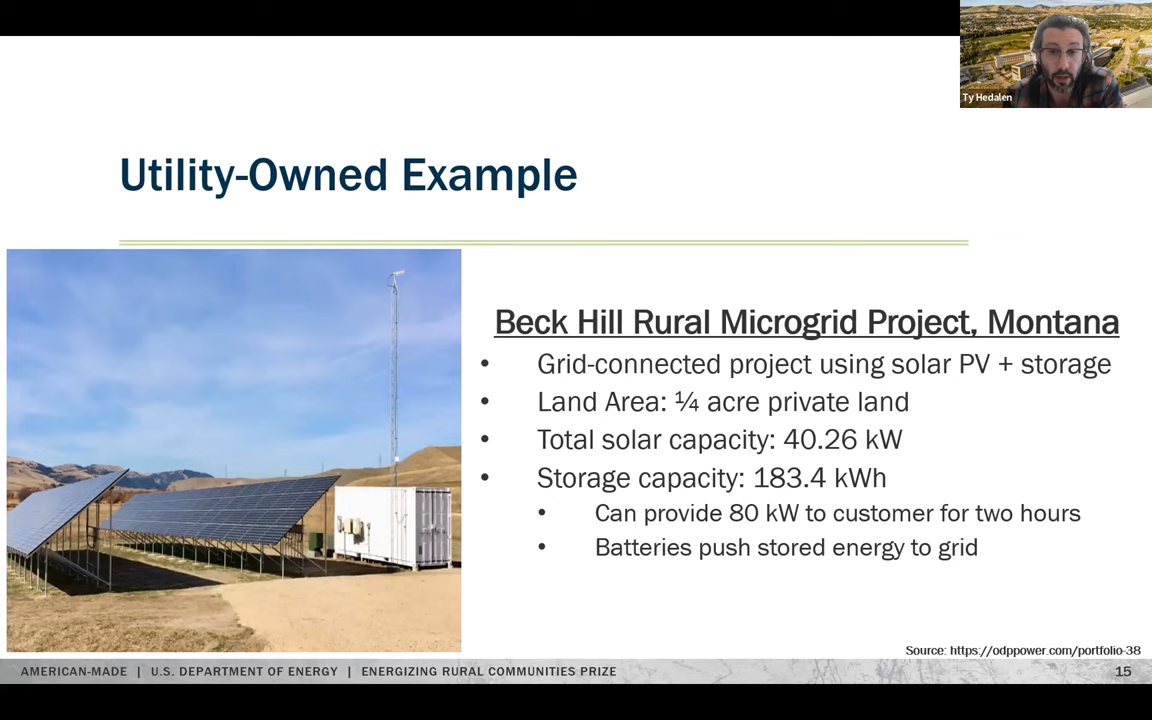 Ty Hedalen
Utility-Owned Example
Beck Hill Rural Microgrid Project, Montana
• Grid-connected project using solar PV + storage
• Land Area: ¼ acre private land
• Total solar capacity: 40.26 kW
• Storage capacity: 183.4 kWh
• Can provide 80 kW to customer for two hours
• Batteries push stored energy to grid
Source: https://odppower.com/portfolio-38
AMERICAN-MADE | U.S. DEPARTMENT OF ENERGY | ENERGIZING RURAL COMMUNITIES PRIZE 15